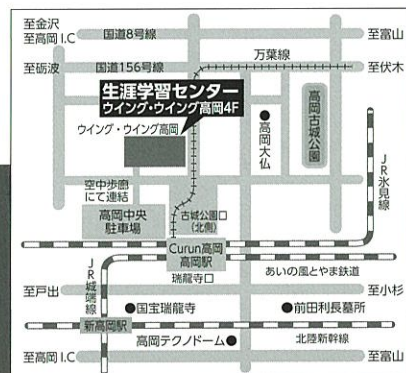 至金沢
至高岡I.C
国道8号線
至富山
万葉線
至砺波
国道156号線
至伏木
生涯学習センター
ウイング・ウイング高岡4F
ウイング・ウイング高岡
高岡大仏
高岡古城公園
JR氷見線
空中歩廊
にて連結
高岡中央
駐車場
古城公園口
(北側)
Curun高岡
高岡駅
瑞龍寺口
あいの風とやま鉄道
JR城端線
至戸出
至小杉
国宝瑞龍寺
前田利長墓所
新高岡駅
高岡テクノドーム
北陸新幹線
至高岡I.C
至富山